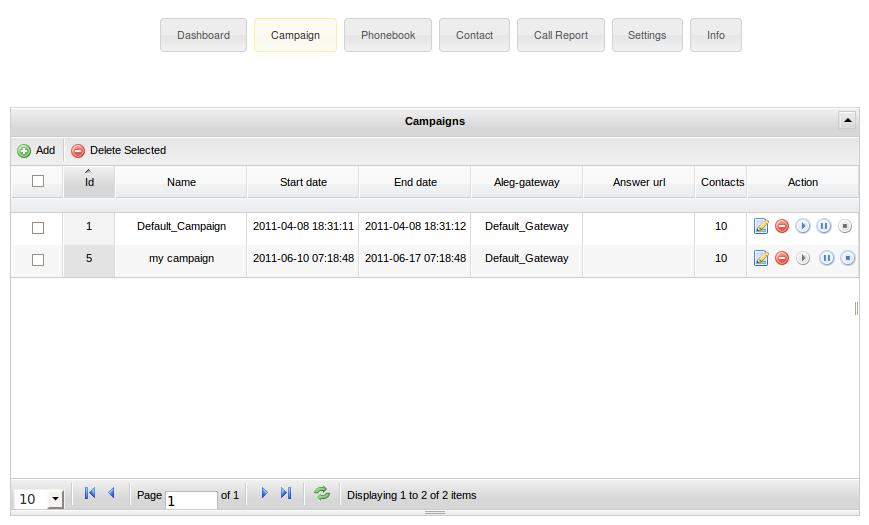 Dashboard Campaign Phonebook Contact Call Report Settings Info
Campaigns
Add Delete Selected
Id Name Start date End date Aleg-gateway Answer url Contacts Action
1 Default_Campaign 2011-04-08 18:31:11 2011-04-08 18:31:12 Default_Gateway 10
5 my campaign 2011-06-10 07:18:48 2011-06-17 07:18:48 Default_Gateway 10
10 Page 1 of 1 Displaying 1 to 2 of 2 items